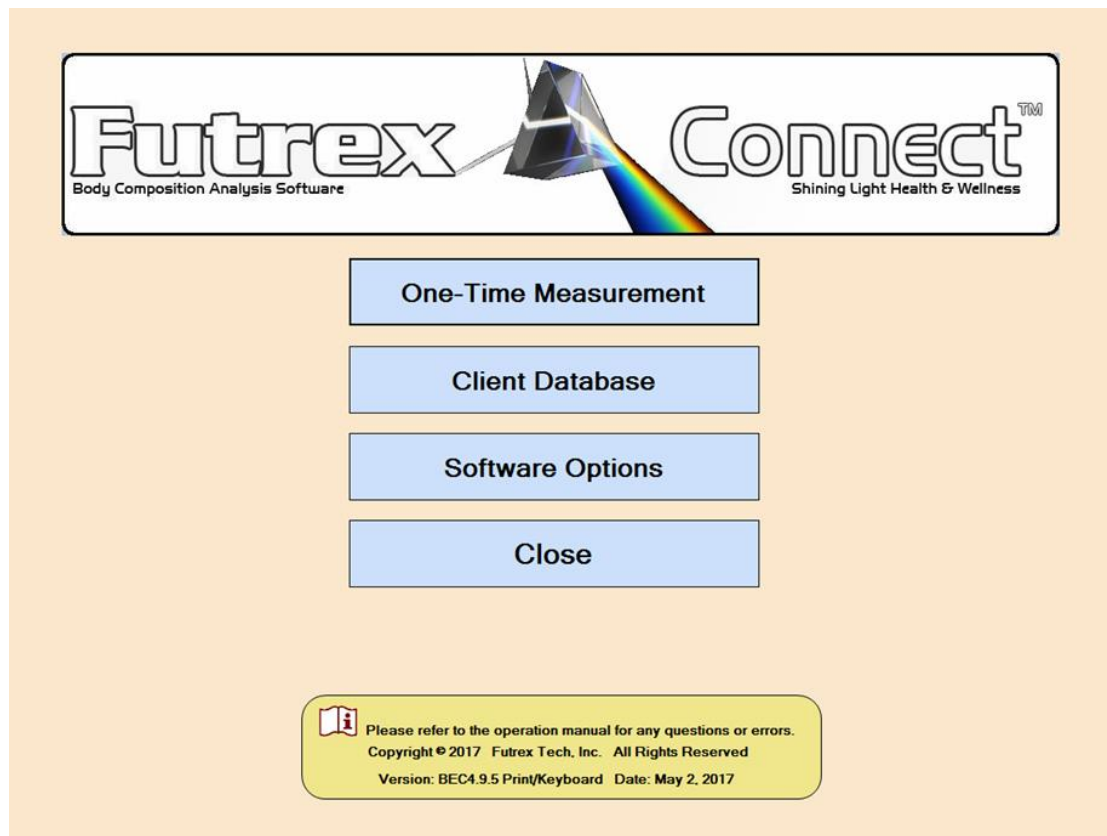 Futrex Connect™
Body Composition Analysis Software Shining Light Health & Wellness
One-Time Measurement
Client Database
Software Options
Close
i Please refer to the operation manual for any questions or errors.
Copyright © 2017 Futrex Tech, Inc. All Rights Reserved
Version: BEC4.9.5 Print/Keyboard Date: May 2, 2017